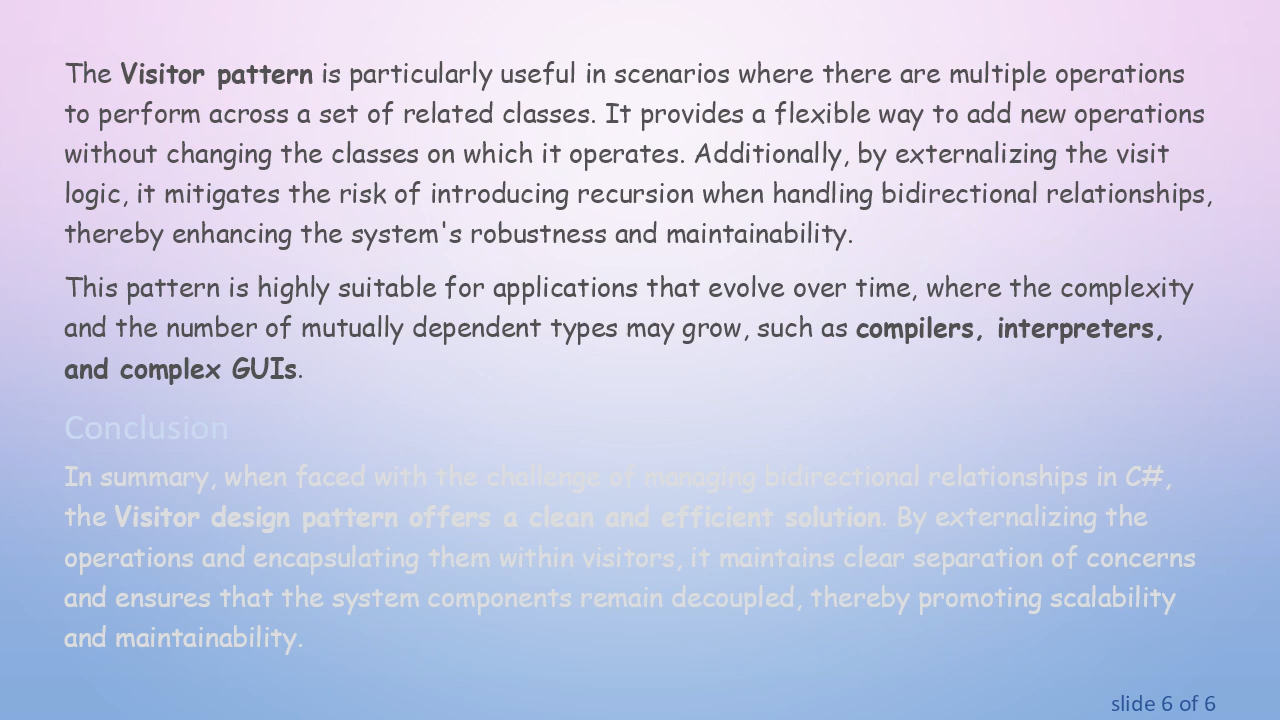 The Visitor pattern is particularly useful in scenarios where there are multiple operations
to perform across a set of related classes. It provides a flexible way to add new operations
without changing the classes on which it operates. Additionally, by externalizing the visit
logic, it mitigates the risk of introducing recursion when handling bidirectional relationships,
thereby enhancing the system's robustness and maintainability.
This pattern is highly suitable for applications that evolve over time, where the complexity
and the number of mutually dependent types may grow, such as compilers, interpreters,
and complex GUIs.
Conclusion
In summary, when faced with the challenge of managing bidirectional relationships in C#,
the Visitor design pattern offers a clean and efficient solution. By externalizing the
operations and encapsulating them within visitors, it maintains clear separation of concerns
and ensures that the system components remain decoupled, thereby promoting scalability
and maintainability.
slide 6 of 6